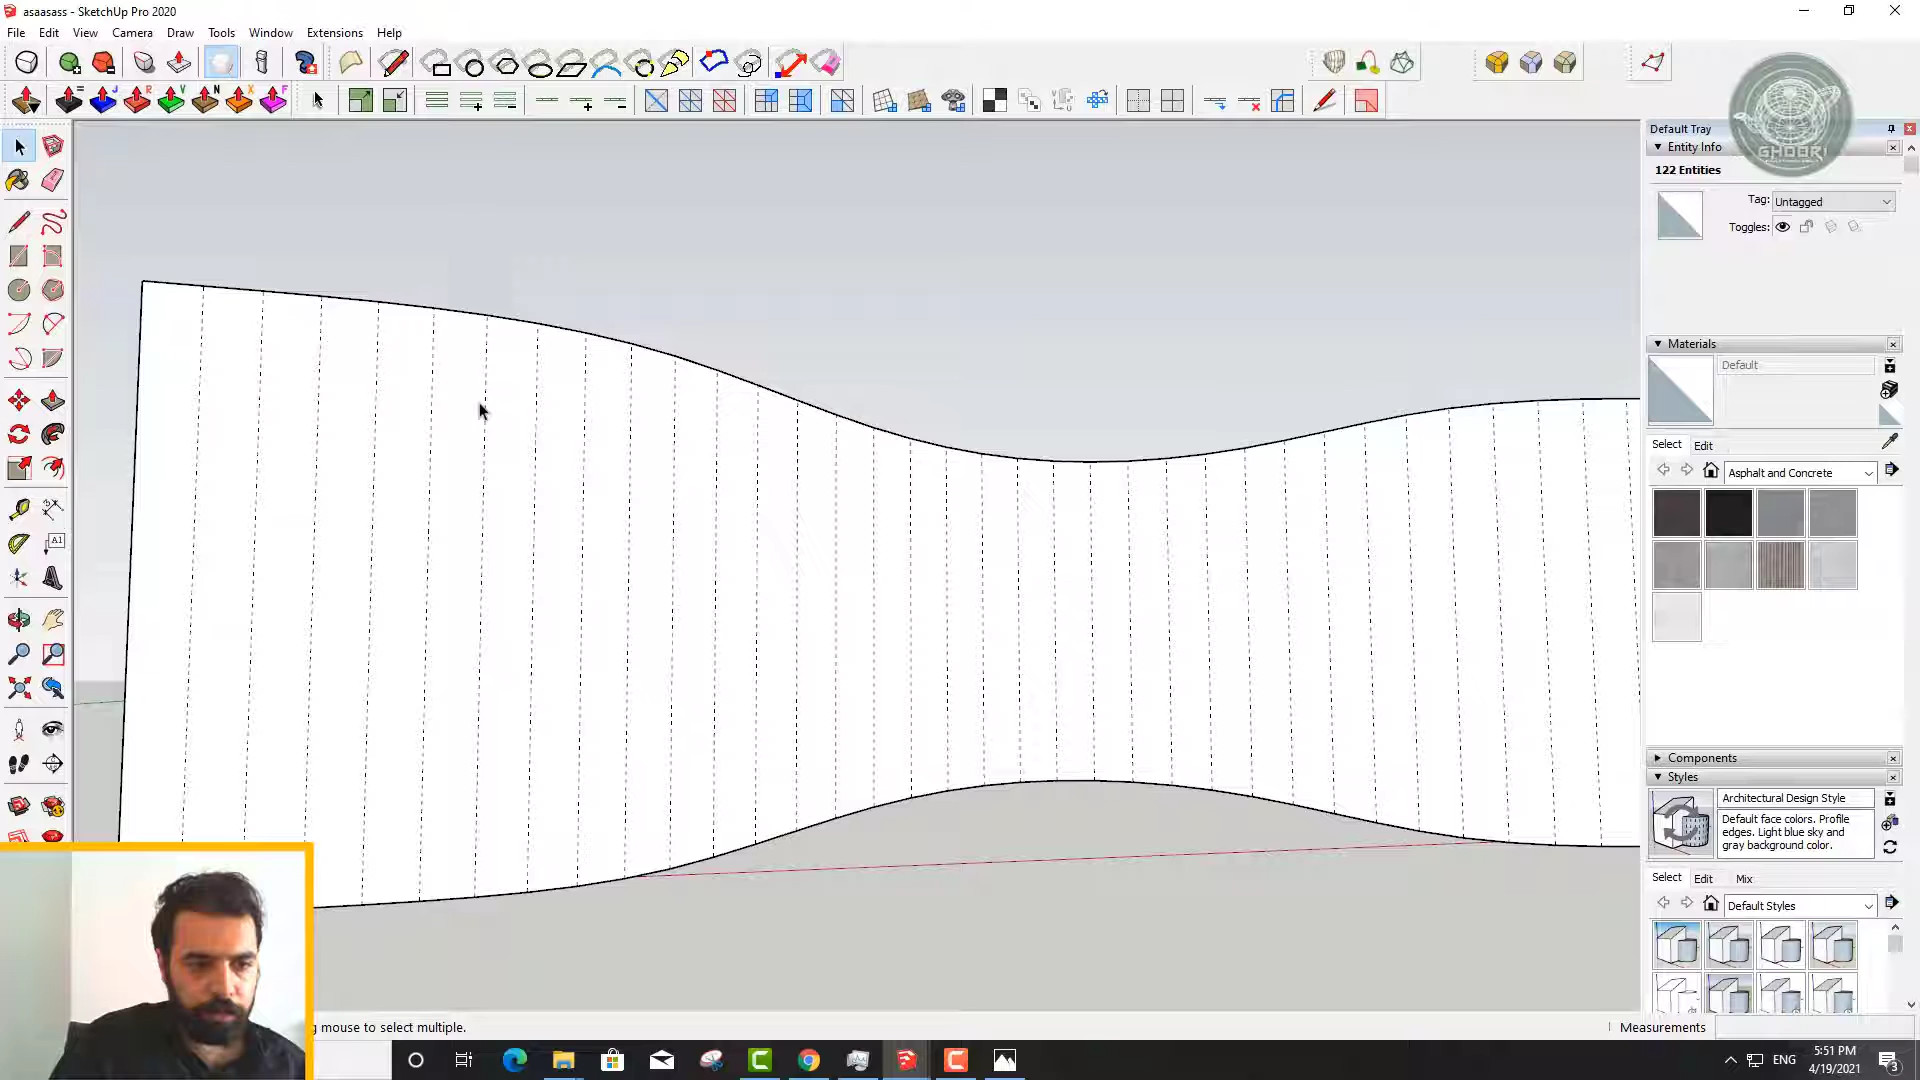 asaasass - SketchUp Pro 2020
File Edit View Camera Draw Tools Window Extensions Help
= J R V N X F
GHOORI
Default Tray
Entity Info
122 Entities
Tag: Untagged
Toggles:
Materials
Default
Select Edit
Asphalt and Concrete
A1
Components
Styles
Architectural Design Style
Default face colors. Profile
edges. Light blue sky and
gray background color.
Select Edit Mix
Default Styles
mouse to select multiple.
Measurements
ENG
5:51 PM
4/19/2021
3